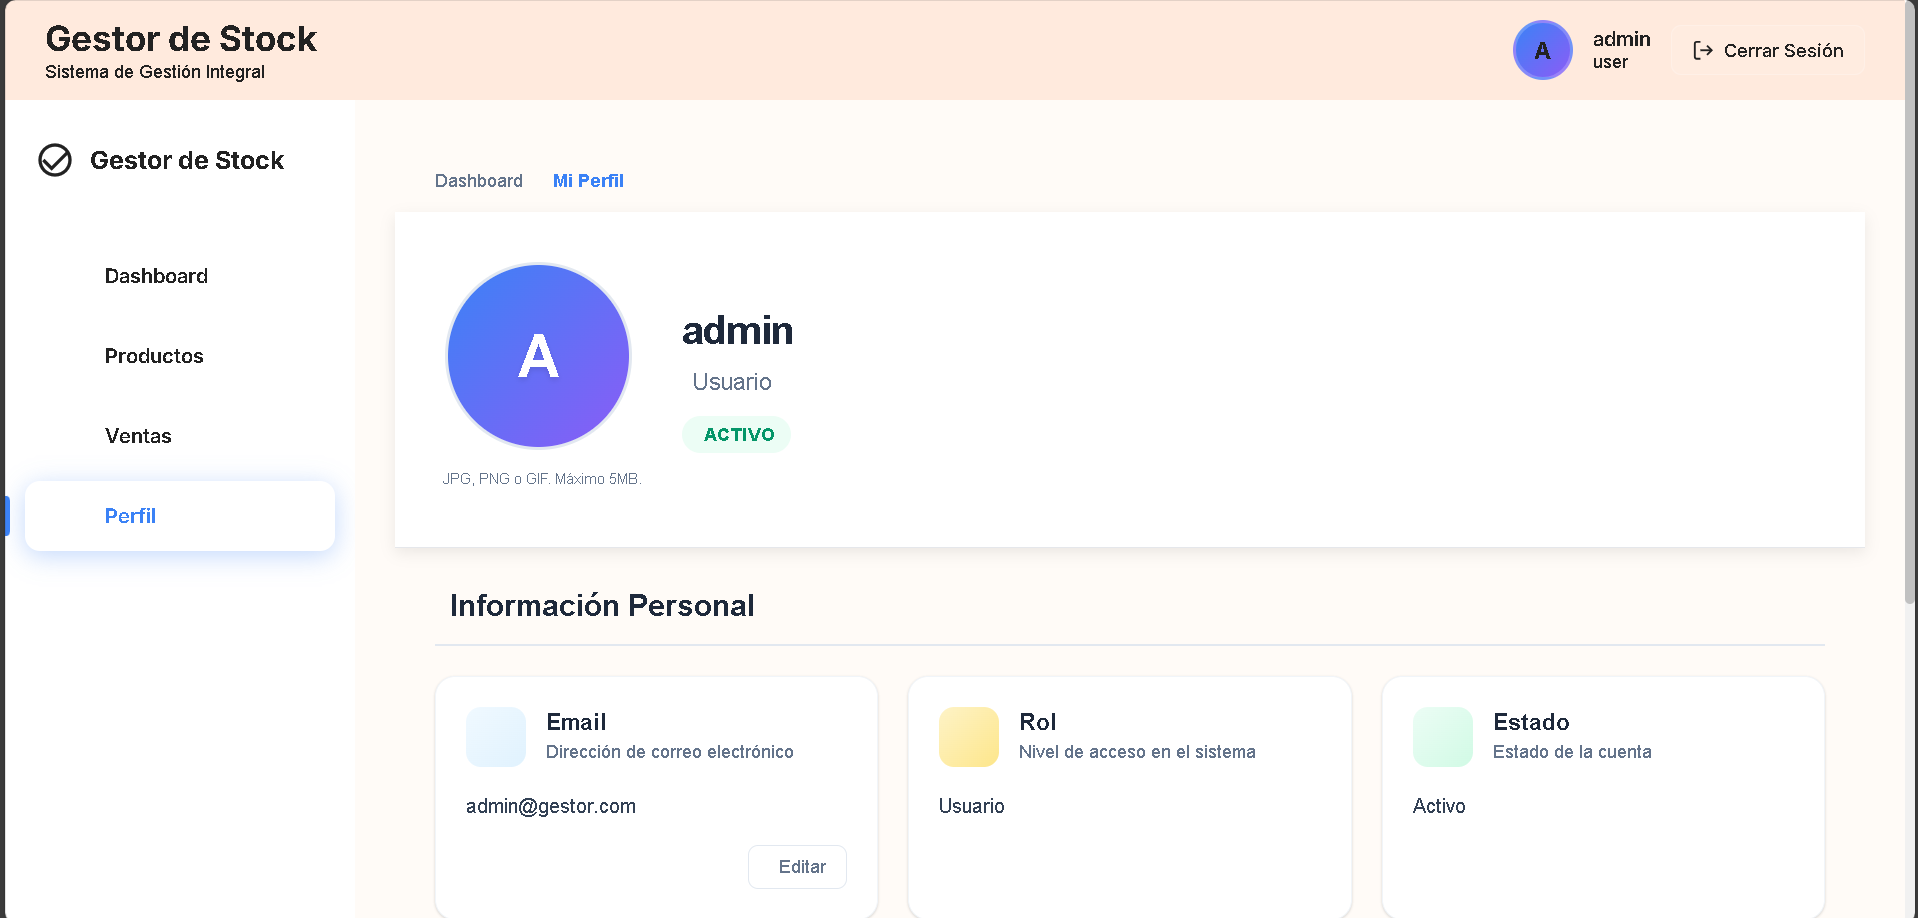 Gestor de Stock
Sistema de Gestión Integral
A
admin
user
Cerrar Sesión
Gestor de Stock
Dashboard
Productos
Ventas
Perfil
Dashboard
Mi Perfil
A
admin
Usuario
ACTIVO
JPG, PNG o GIF. Máximo 5MB.
Información Personal
Email
Dirección de correo electrónico
admin@gestor.com
Editar
Rol
Nivel de acceso en el sistema
Usuario
Estado
Estado de la cuenta
Activo